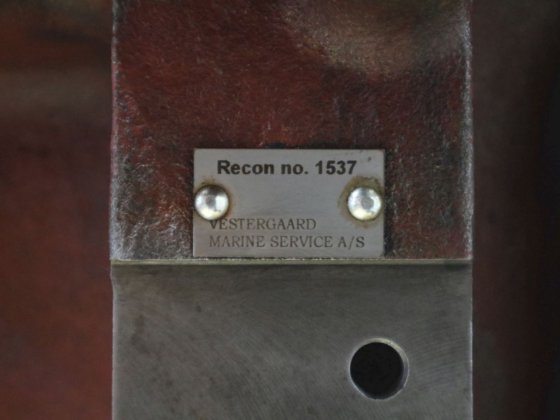 Recon no. 1537
VESTERGAARD
MARINE SERVICE A/S